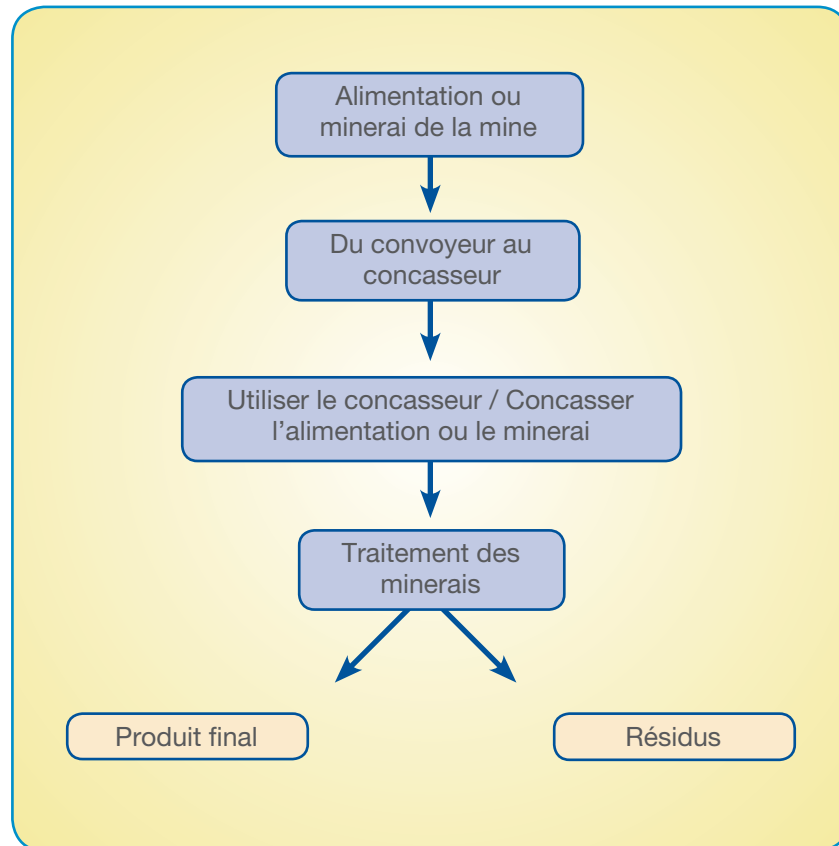 Alimentation ou
minerai de la mine
Du convoyeur au
concasseur
Utiliser le concasseur / Concasser
l’alimentation ou le minerai
Traitement des
minerais
Produit final
Résidus